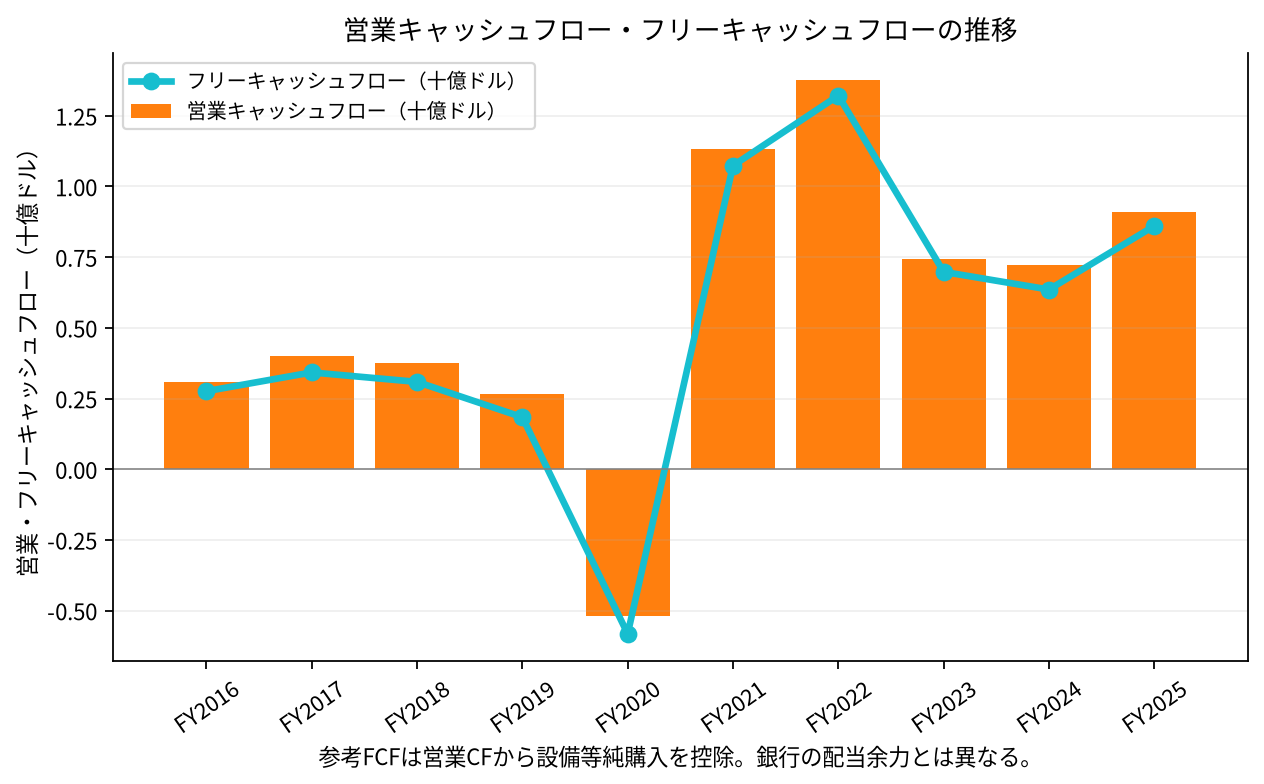 営業キャッシュフロー・フリーキャッシュフローの推移
フリーキャッシュフロー（十億ドル）
営業キャッシュフロー（十億ドル）
営業・フリーキャッシュフロー（十億ドル）
1.25
1.00
0.75
0.50
0.25
0.00
-0.25
-0.50
FY2016
FY2017
FY2018
FY2019
FY2020
FY2021
FY2022
FY2023
FY2024
FY2025
参考FCFは営業CFから設備等純購入を控除。銀行の配当余力とは異なる。